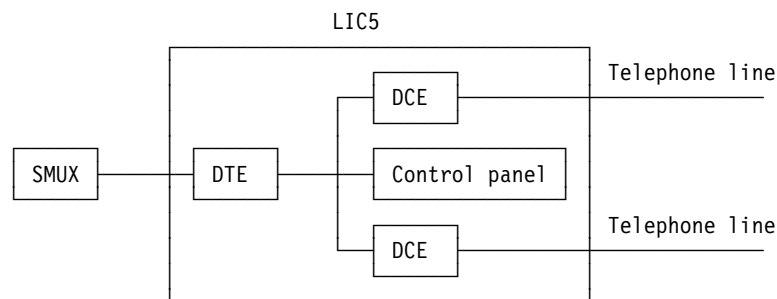 LIC5
Telephone line
DCE
SMUX
DTE
Control panel
Telephone line
DCE